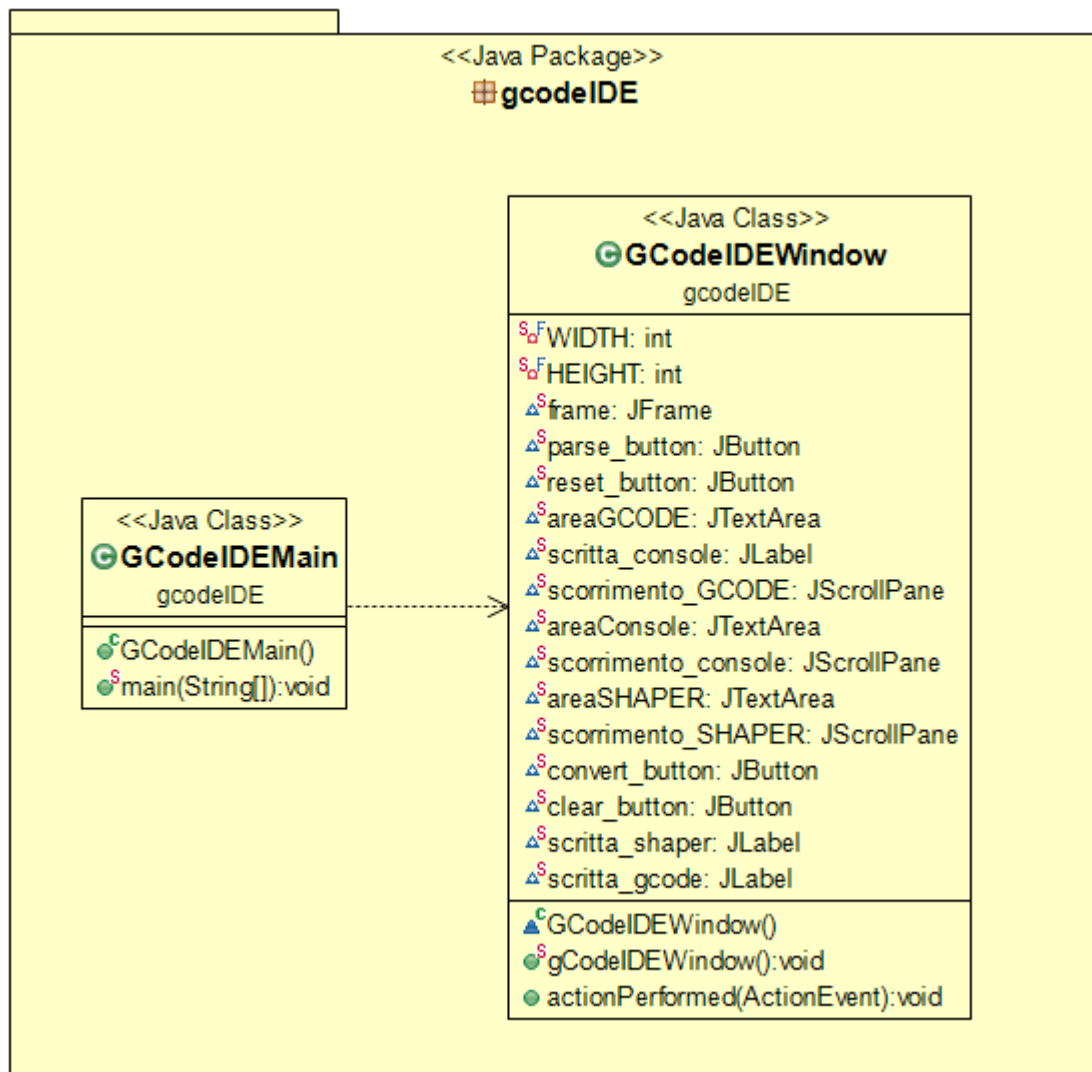 <<Java Package>>
gcodeIDE
<<Java Class>>
GCodeIDEMain
gcodeIDE
GCodeIDEMain()
main(String[]):void
<<Java Class>>
GCodeIDEWindow
gcodeIDE
WIDTH: int
HEIGHT: int
frame: JFrame
parse_button: JButton
reset_button: JButton
areaGCODE: JTextArea
scritta_console: JLabel
scorrimento_GCODE: JScrollPane
areaConsole: JTextArea
scorrimento_console: JScrollPane
areaSHAPER: JTextArea
scorrimento_SHAPER: JScrollPane
convert_button: JButton
clear_button: JButton
scritta_shaper: JLabel
scritta_gcode: JLabel
GCodeIDEWindow()
gCodeIDEWindow():void
actionPerformed(ActionEvent):void